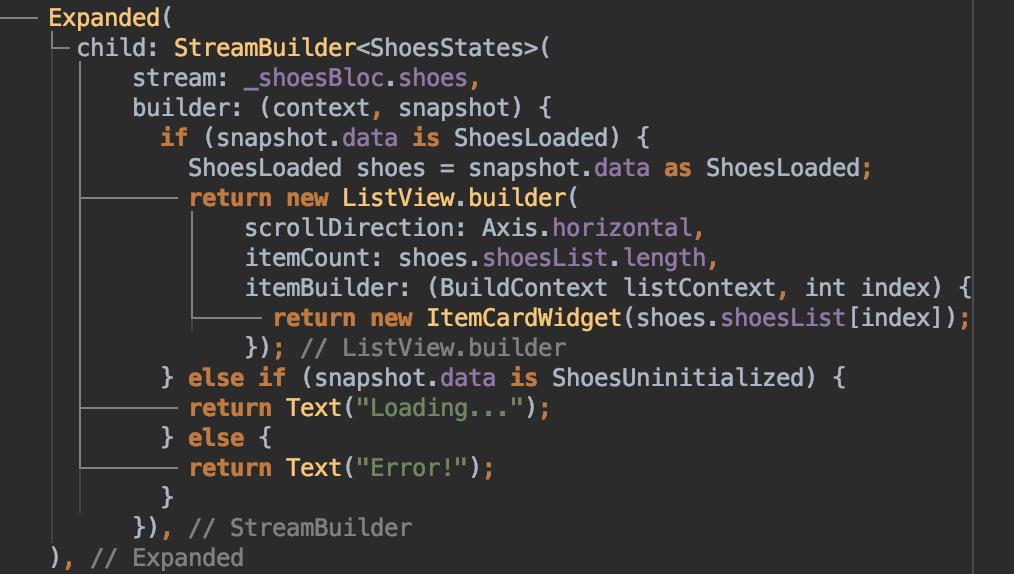 Expanded(
child: StreamBuilder<ShoesStates>(
stream: _shoesBloc.shoes,
builder: (context, snapshot) {
if (snapshot.data is ShoesLoaded) {
ShoesLoaded shoes = snapshot.data as ShoesLoaded;
return new ListView.builder(
scrollDirection: Axis.horizontal,
itemCount: shoes.shoesList.length,
itemBuilder: (BuildContext listContext, int index) {
return new ItemCardWidget(shoes.shoesList[index]);
}); // ListView.builder
} else if (snapshot.data is ShoesUninitialized) {
return Text("Loading...");
} else {
return Text("Error!");
}
}), // StreamBuilder
), // Expanded